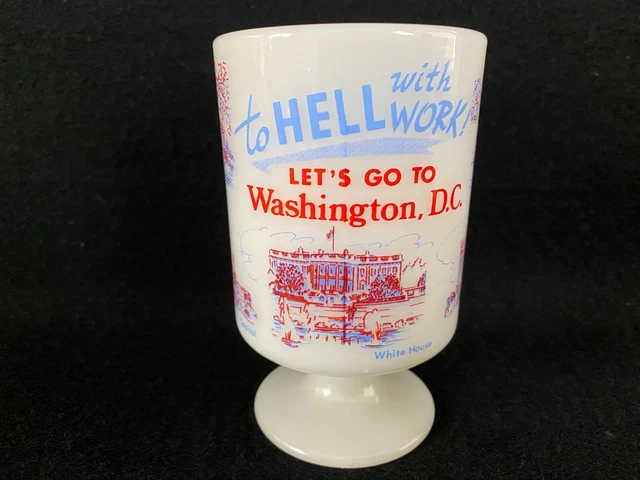 to HELL with WORK!
LET'S GO TO
Washington, D.C.
White House